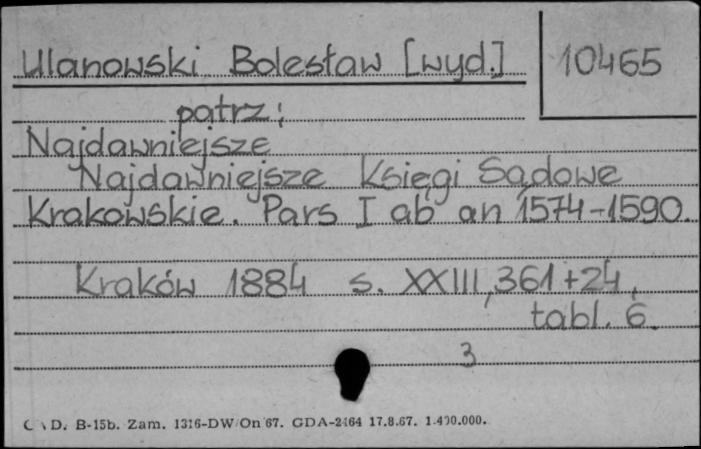 Ulanowski Bolesław [wyd.] 10465
patrz:
Najdawniejsze
Najdawniejsze Księgi Sądowe
Krakowskie. Pars I ab an 1574-1590.
Kraków 1884 s. XXIII, 361 + 24,
tabl. 6.
3
D. B-15b. Zam. 1316-DW/On 67. GDA-2464 17.8.67. 1.400.000.